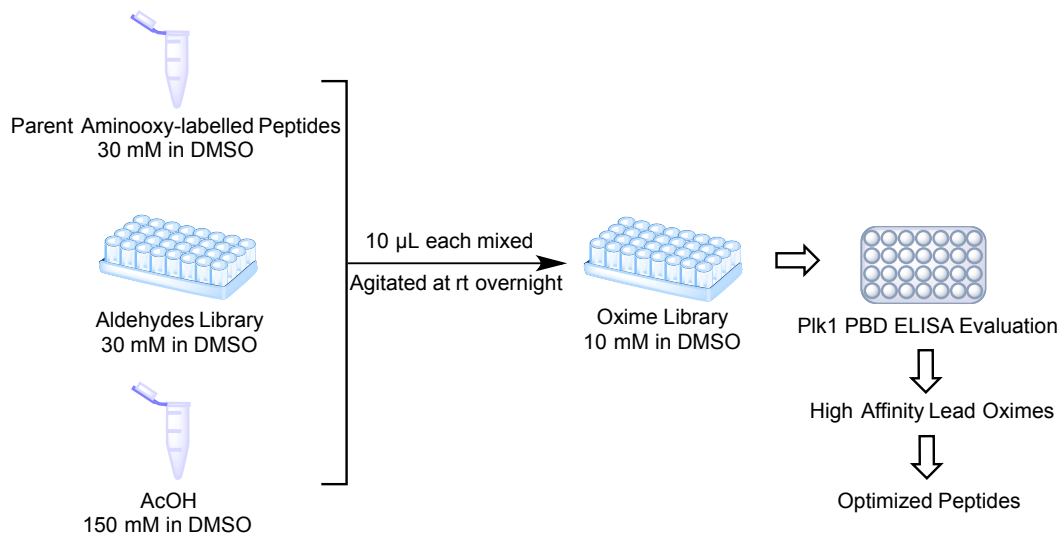 Parent Aminooxy-labelled Peptides
30 mM in DMSO
Aldehydes Library
30 mM in DMSO
AcOH
150 mM in DMSO
10 µL each mixed
Agitated at rt overnight
Oxime Library
10 mM in DMSO
Plk1 PBD ELISA Evaluation
High Affinity Lead Oximes
Optimized Peptides